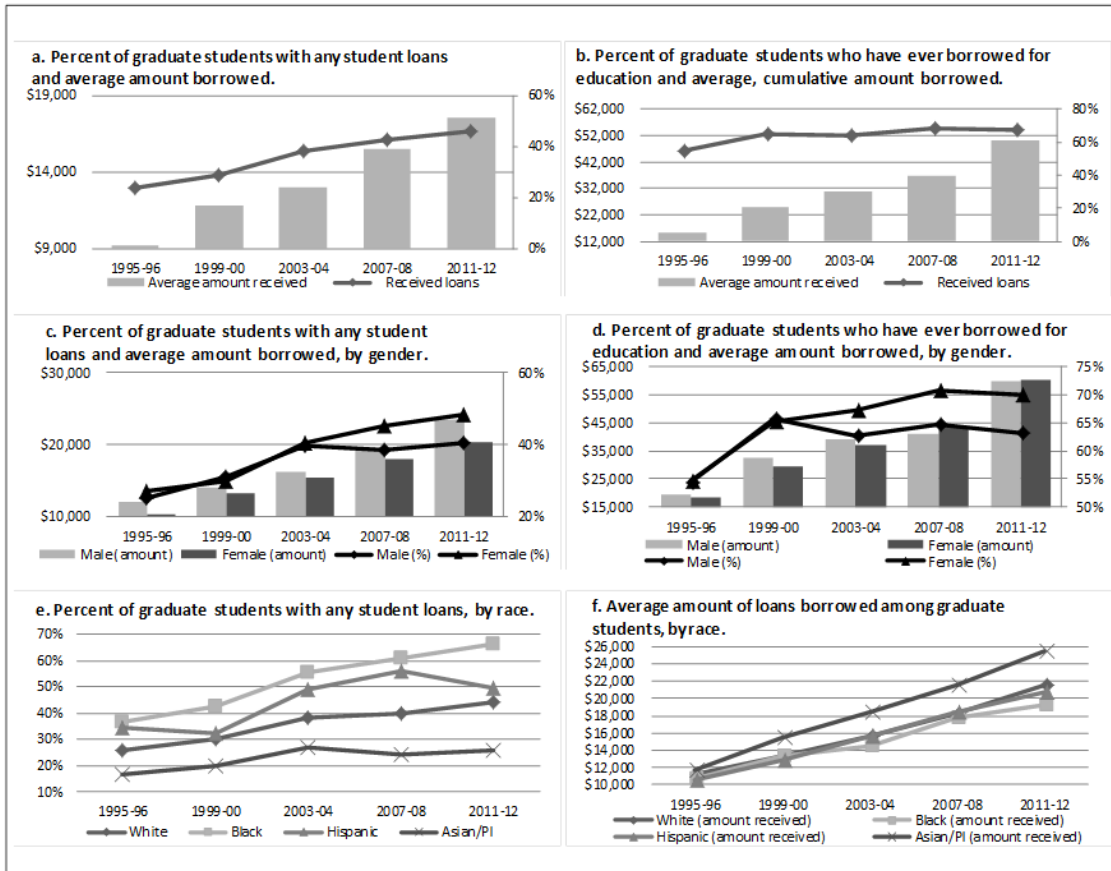 a. Percent of graduate students with any student loans
and average amount borrowed.
$19,000
$14,000
$9,000
60%
40%
20%
0%
1995-96 1999-00 2003-04 2007-08 2011-12
Average amount received Received loans
b. Percent of graduate students who have ever borrowed for
education and average, cumulative amount borrowed.
$62,000
$52,000
$42,000
$32,000
$22,000
$12,000
80%
60%
40%
20%
0%
1995-96 1999-00 2003-04 2007-08 2011-12
Average amount received Received loans
c. Percent of graduate students with any student
loans and average amount borrowed, by gender.
$30,000
$20,000
$10,000
60%
40%
20%
1995-96 1999-00 2003-04 2007-08 2011-12
Male (amount) Female (amount) Male (%) Female (%)
d. Percent of graduate students who have ever borrowed for
education and average amount borrowed, by gender.
$65,000
$55,000
$45,000
$35,000
$25,000
$15,000
75%
70%
65%
60%
55%
50%
1995-96 1999-00 2003-04 2007-08 2011-12
Male (amount) Female (amount)
Male (%) Female (%)
e. Percent of graduate students with any student loans, by race.
70%
60%
50%
40%
30%
20%
10%
1995-96 1999-00 2003-04 2007-08 2011-12
White Black Hispanic Asian/PI
f. Average amount of loans borrowed among graduate
students, by race.
$26,000
$24,000
$22,000
$20,000
$18,000
$16,000
$14,000
$12,000
$10,000
1995-96 1999-00 2003-04 2007-08 2011-12
White (amount received) Black (amount received)
Hispanic (amount received) Asian/PI (amount received)